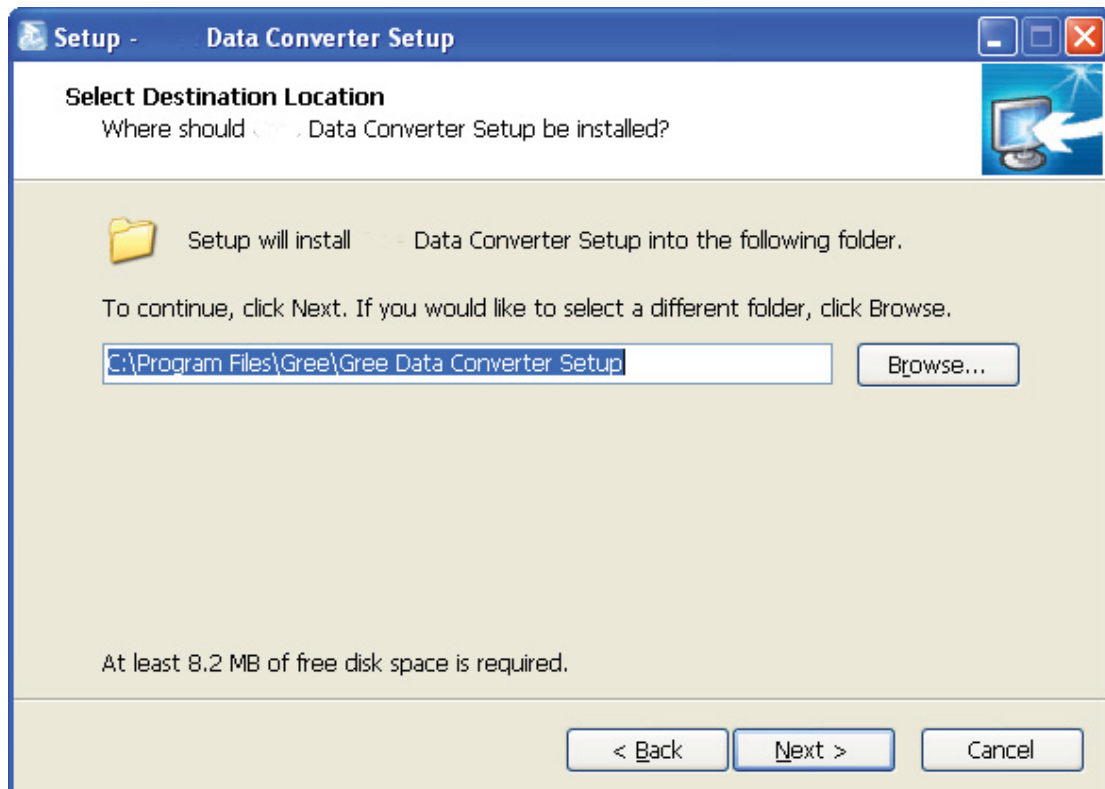 Setup - Data Converter Setup
Select Destination Location
Where should Data Converter Setup be installed?
Setup will install Data Converter Setup into the following folder.
To continue, click Next. If you would like to select a different folder, click Browse.
C:\Program Files\Gree\Gree Data Converter Setup
Browse...
At least 8.2 MB of free disk space is required.
< Back Next > Cancel